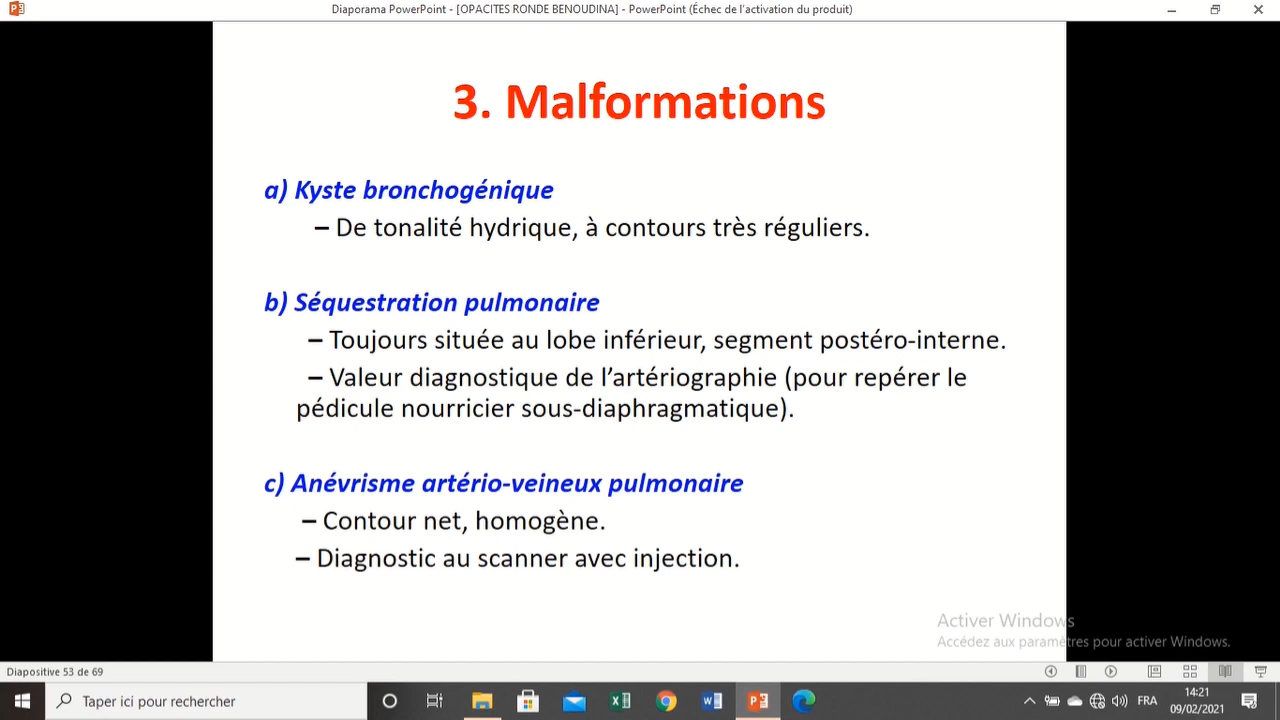 Diaporama PowerPoint - [OPACITES RONDE BENOUDINA] - PowerPoint (Échec de l'activation du produit)
3. Malformations
a) Kyste bronchogénique
– De tonalité hydrique, à contours très réguliers.
b) Séquestration pulmonaire
– Toujours située au lobe inférieur, segment postéro-interne.
– Valeur diagnostique de l’artériographie (pour repérer le
pédicule nourricier sous-diaphragmatique).
c) Anévrisme artério-veineux pulmonaire
– Contour net, homogène.
– Diagnostic au scanner avec injection.
Activer Windows
Accédez aux paramètres pour activer Windows.
Diapositive 53 de 69
Taper ici pour rechercher
FRA
14:21
09/02/2021